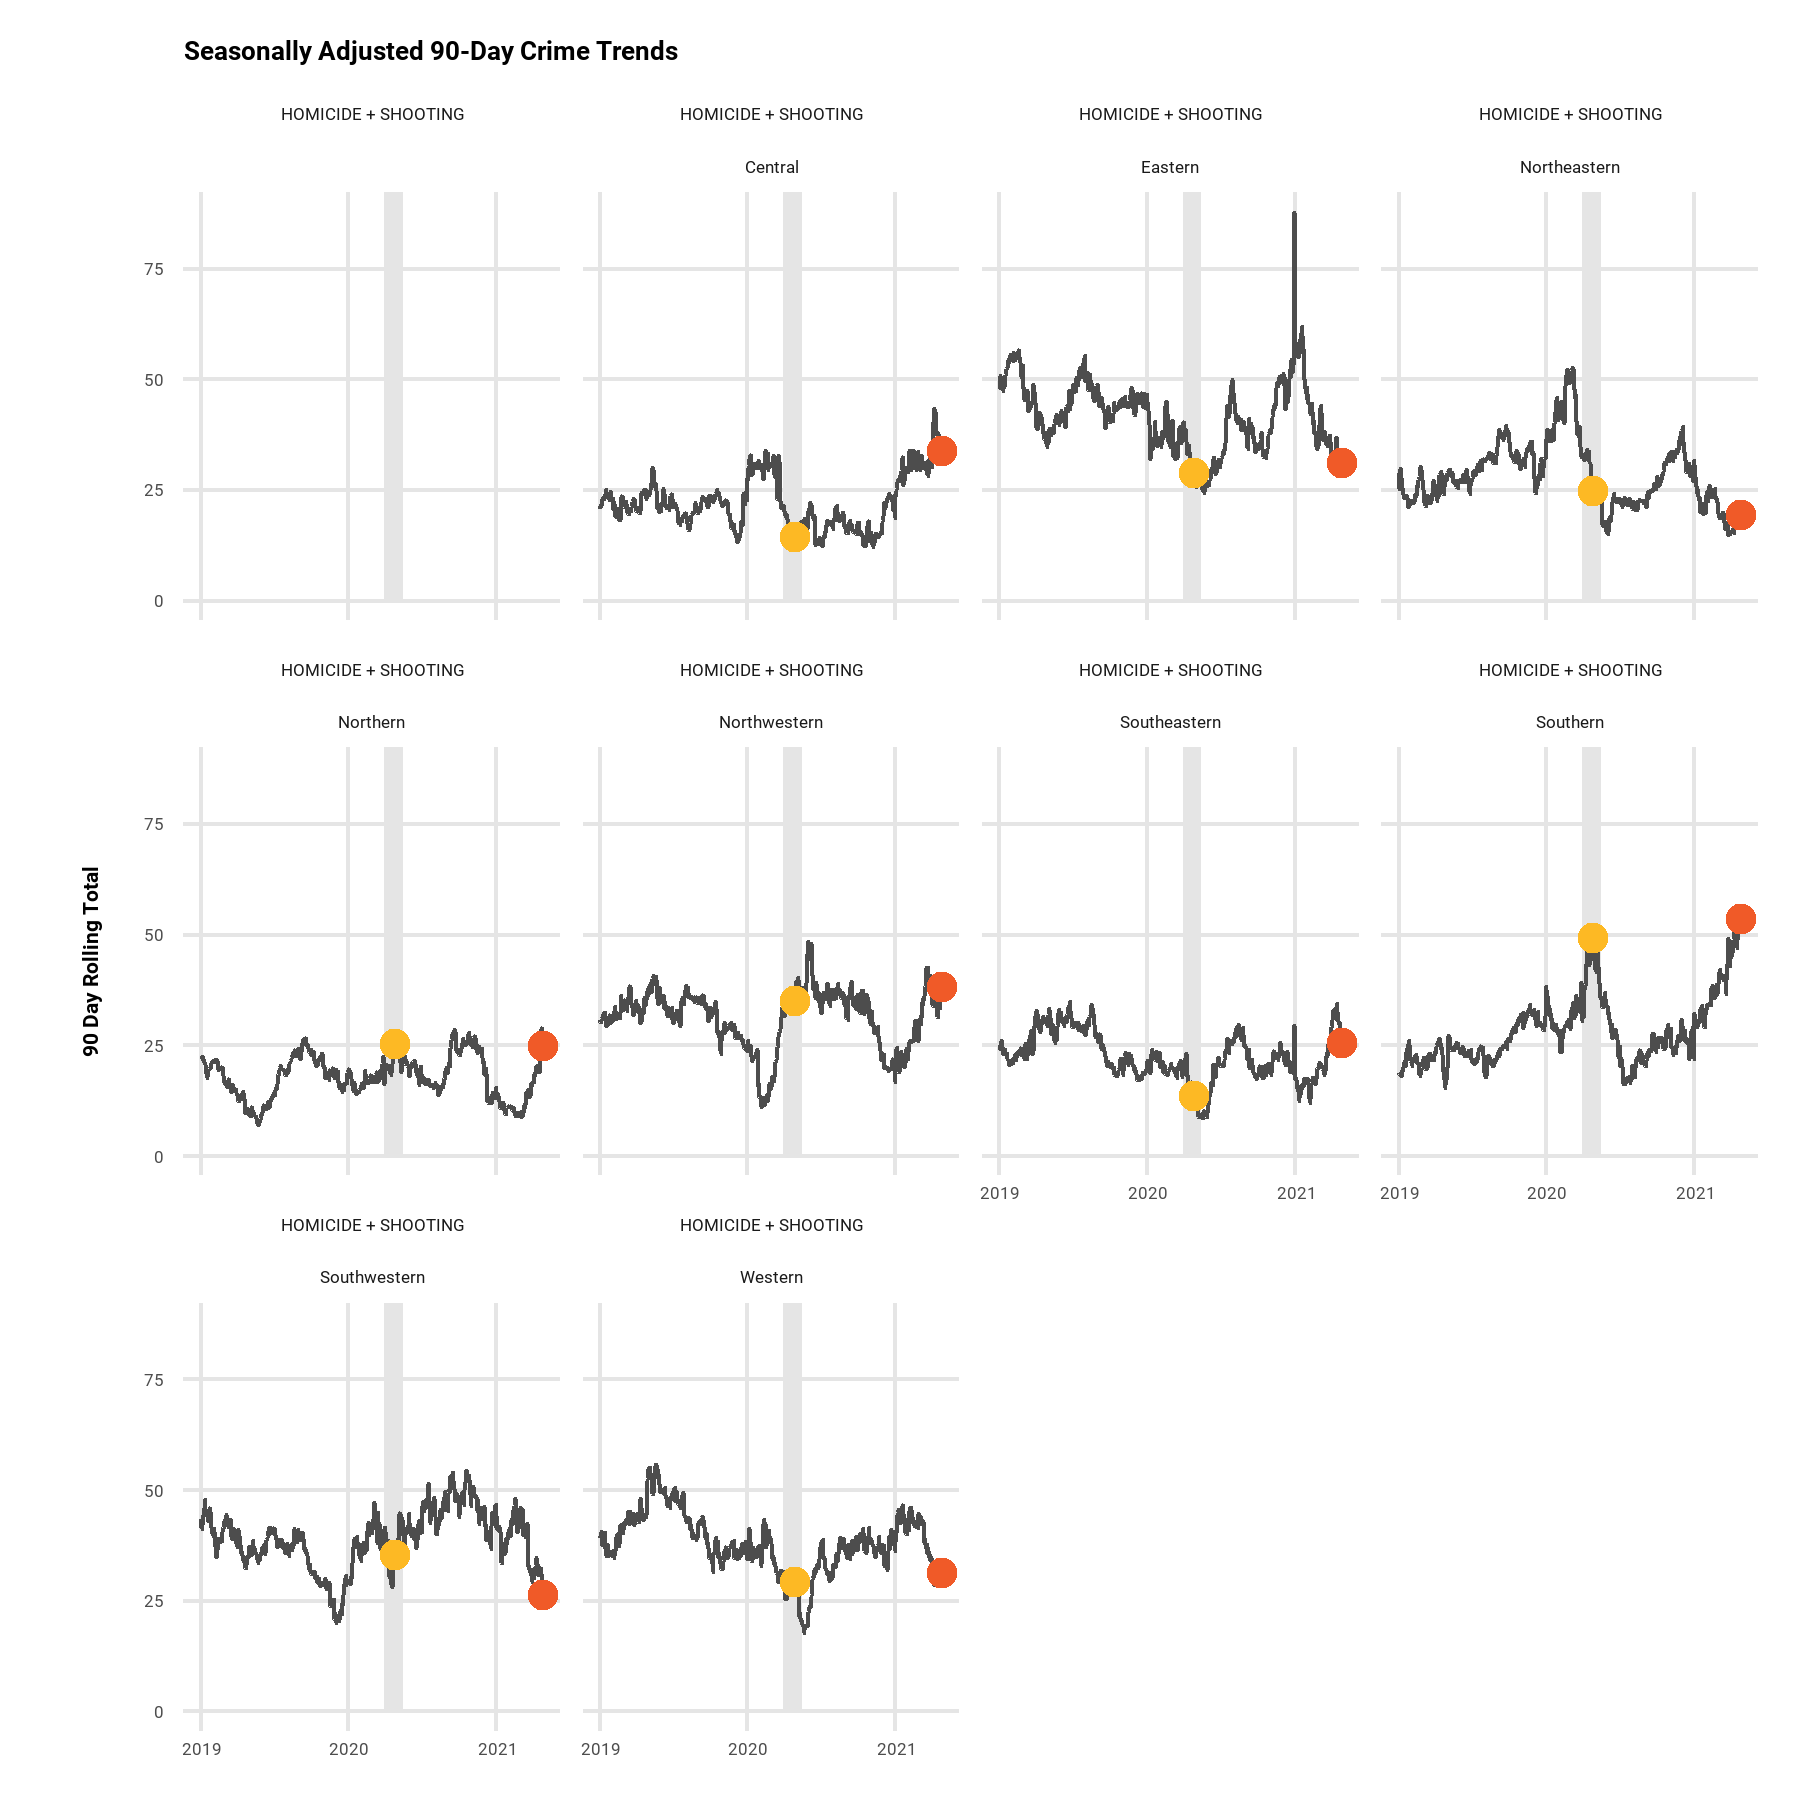 Seasonally Adjusted 90-Day Crime Trends
HOMICIDE + SHOOTING
HOMICIDE + SHOOTING
HOMICIDE + SHOOTING
HOMICIDE + SHOOTING
Central
Eastern
Northeastern
75
50
25
0
HOMICIDE + SHOOTING
HOMICIDE + SHOOTING
HOMICIDE + SHOOTING
HOMICIDE + SHOOTING
Northern
Northwestern
Southeastern
Southern
90 Day Rolling Total
75
50
25
0
2019
2020
2021
2019
2020
2021
HOMICIDE + SHOOTING
HOMICIDE + SHOOTING
Southwestern
Western
75
50
25
0
2019
2020
2021
2019
2020
2021